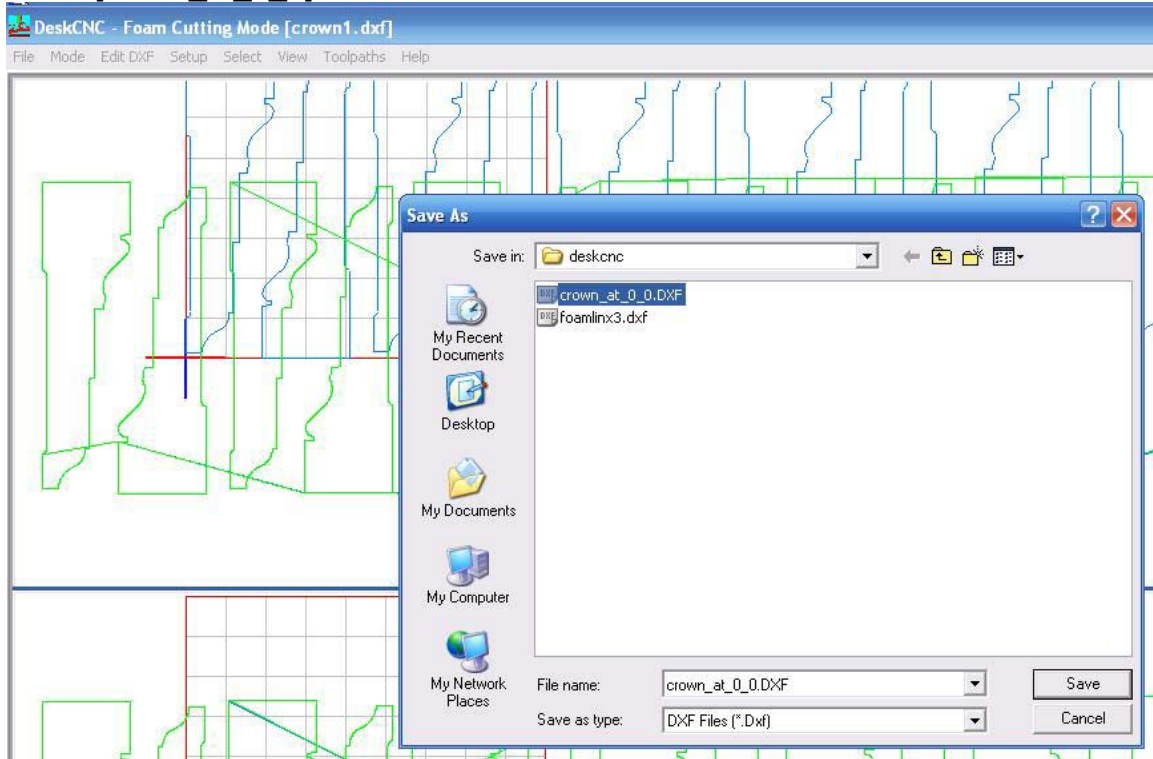 DeskCNC - Foam Cutting Mode [crown1.dxf]
File Mode Edit DXF Setup Select View Toolpaths Help
Save As
Save in: deskcnc
crown_at_0_0.DXF
foamlinx3.dxf
My Recent
Documents
Desktop
My Documents
My Computer
My Network
Places
File name: crown_at_0_0.DXF Save
Save as type: DXF Files (*.Dxf) Cancel